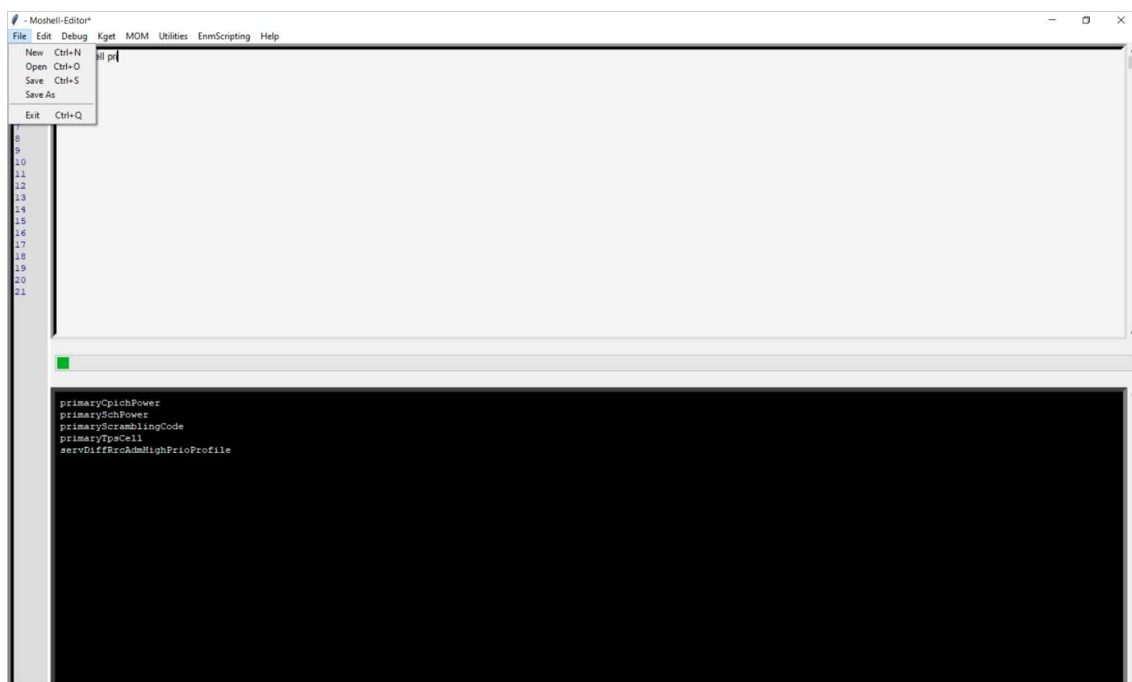 - Moshell-Editor*
File Edit Debug Kget MOM Utilities EnmScripting Help
New Ctrl+N
Open Ctrl+O
Save Ctrl+S
Save As
Exit Ctrl+Q
ell pri
7
8
9
10
11
12
13
14
15
16
17
18
19
20
21
primaryCpichPower
primarySchPower
primaryScramblingCode
primaryTpsCell
servDiffRrcAdmHighPrioProfile